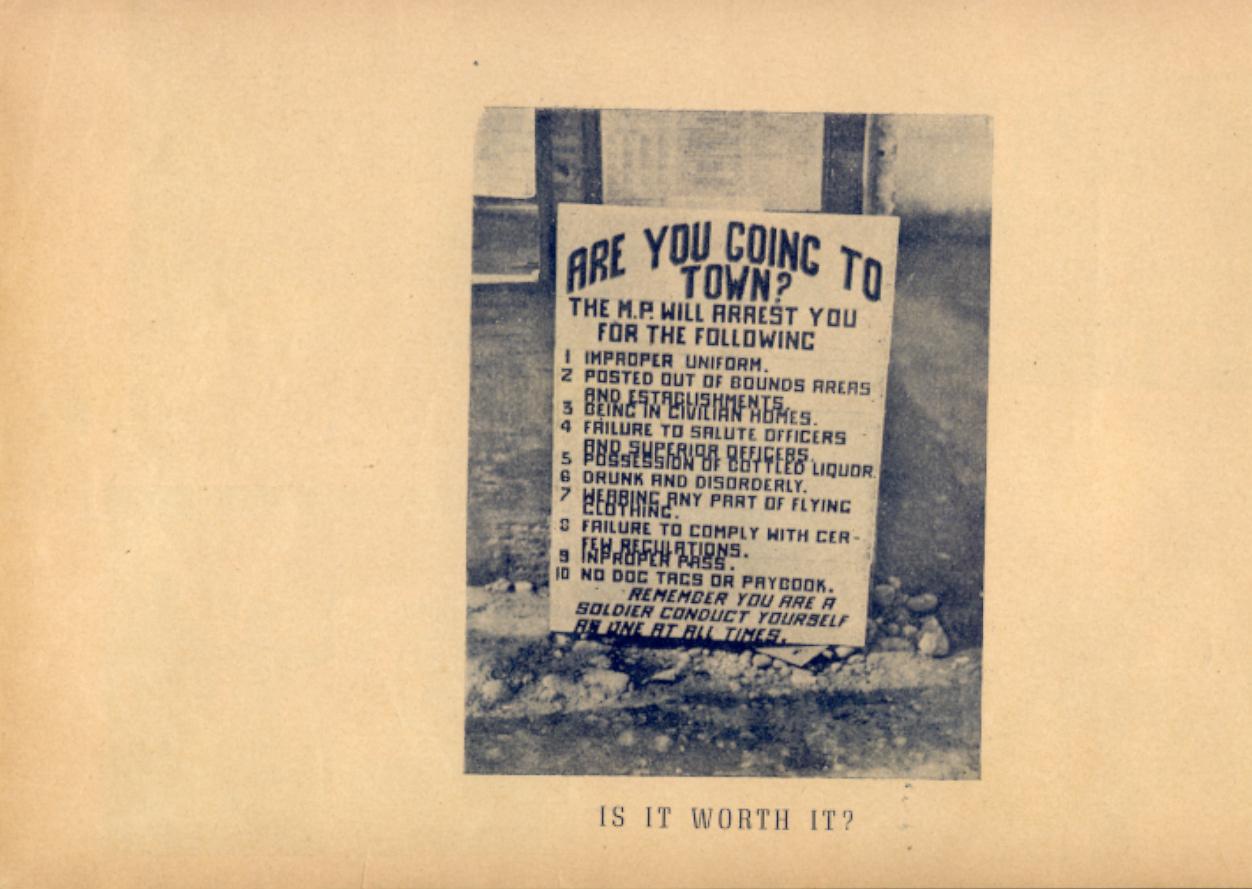 ARE YOU GOING TO
TOWN?
THE M.P. WILL ARREST YOU
FOR THE FOLLOWING
1 IMPROPER UNIFORM.
2 POSTED OUT OF BOUNDS AREAS
AND ESTABLISHMENTS.
3 BEING IN CIVILIAN HOMES.
4 FAILURE TO SALUTE OFFICERS
AND SUPERIOR OFFICERS.
5 POSSESSION OF BOTTLED LIQUOR.
6 DRUNK AND DISORDERLY.
7 WEARING ANY PART OF FLYING
CLOTHING.
8 FAILURE TO COMPLY WITH CER-
FEW REGULATIONS.
9 INPROPER PASS.
10 NO DOG TAGS OR PAYBOOK.
REMEMBER YOU ARE A
SOLDIER CONDUCT YOURSELF
AS ONE AT ALL TIMES.
IS IT WORTH IT?